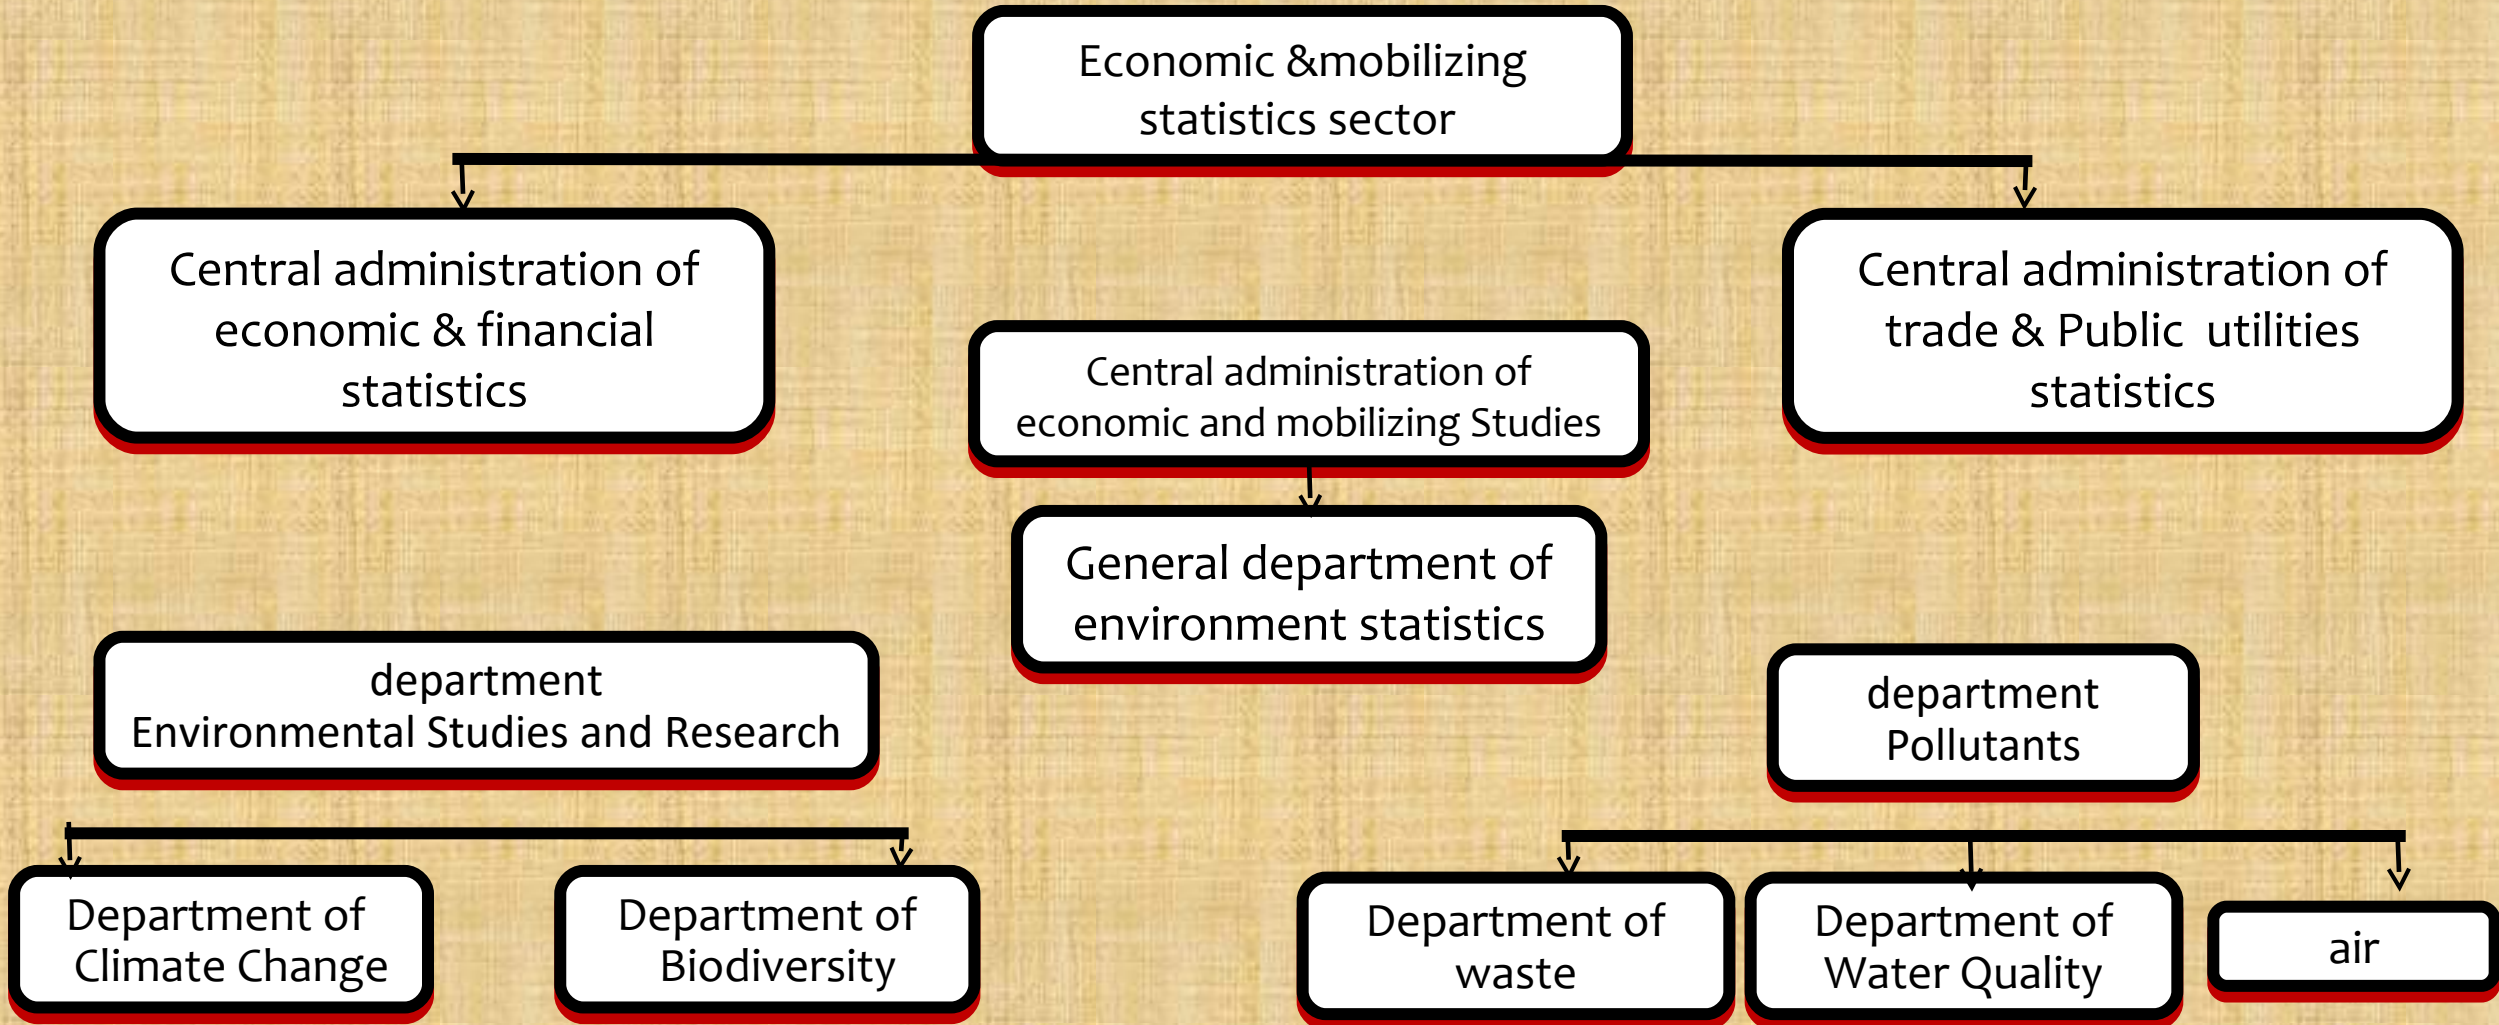 Economic &mobilizing
statistics sector
Central administration of
economic & financial
statistics
Central administration of
economic and mobilizing Studies
Central administration of
trade & Public  utilities
statistics
General department of
environment statistics
department
Environmental Studies and Research
department
Pollutants
Department of
Climate Change
Department of
Biodiversity
Department of
waste
Department of
Water Quality
air